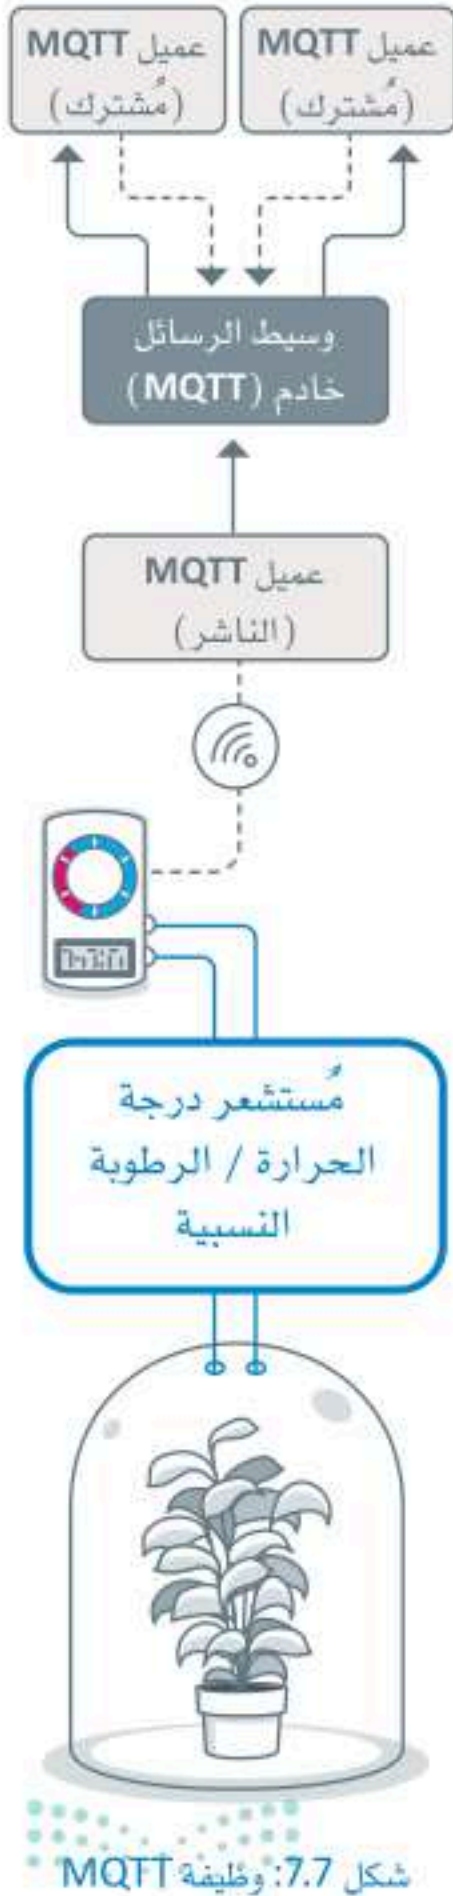 عميل MQTT
(مُشترك)
عميل MQTT
(مُشترك)
وسيط الرسائل
خادم (MQTT)
عميل MQTT
(الناشر)
مُستشعر درجة
الحرارة / الرطوبة
النسبية
شكل 7.7: وظيفة MQTT